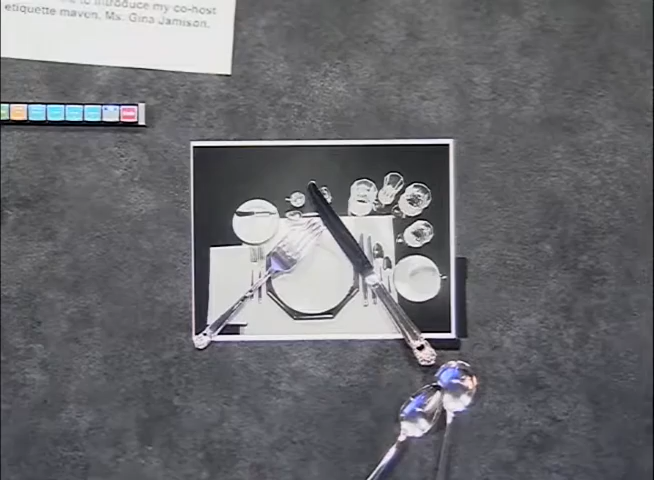 to introduce my co-host
etiquette maven, Ms. Gina Jamison.